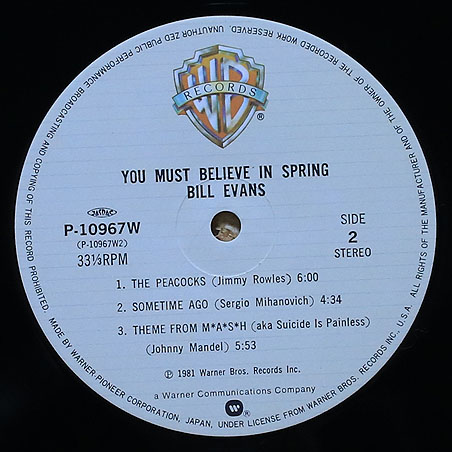 WB
RECORDS
®
YOU MUST BELIEVE IN SPRING
BILL EVANS
JASRAC
P-10967W
(P-10967W2)
33⅓RPM
SIDE
2
STEREO
1. THE PEACOCKS (Jimmy Rowles) 6:00
2. SOMETIME AGO (Sergio Mihanovich) 4:34
3. THEME FROM M*A*S*H (aka Suicide Is Painless)
(Johnny Mandel) 5:53
℗ 1981 Warner Bros. Records Inc.
a Warner Communications Company
®
MADE BY WARNER-PIONEER CORPORATION, JAPAN, UNDER LICENSE FROM WARNER BROS. RECORDS INC., U.S.A. ALL RIGHTS OF THE MANUFACTURER AND OF THE OWNER OF THE RECORDED WORK RESERVED. UNAUTHORIZED PUBLIC PERFORMANCE BROADCASTING AND COPYING OF THIS RECORD PROHIBITED.